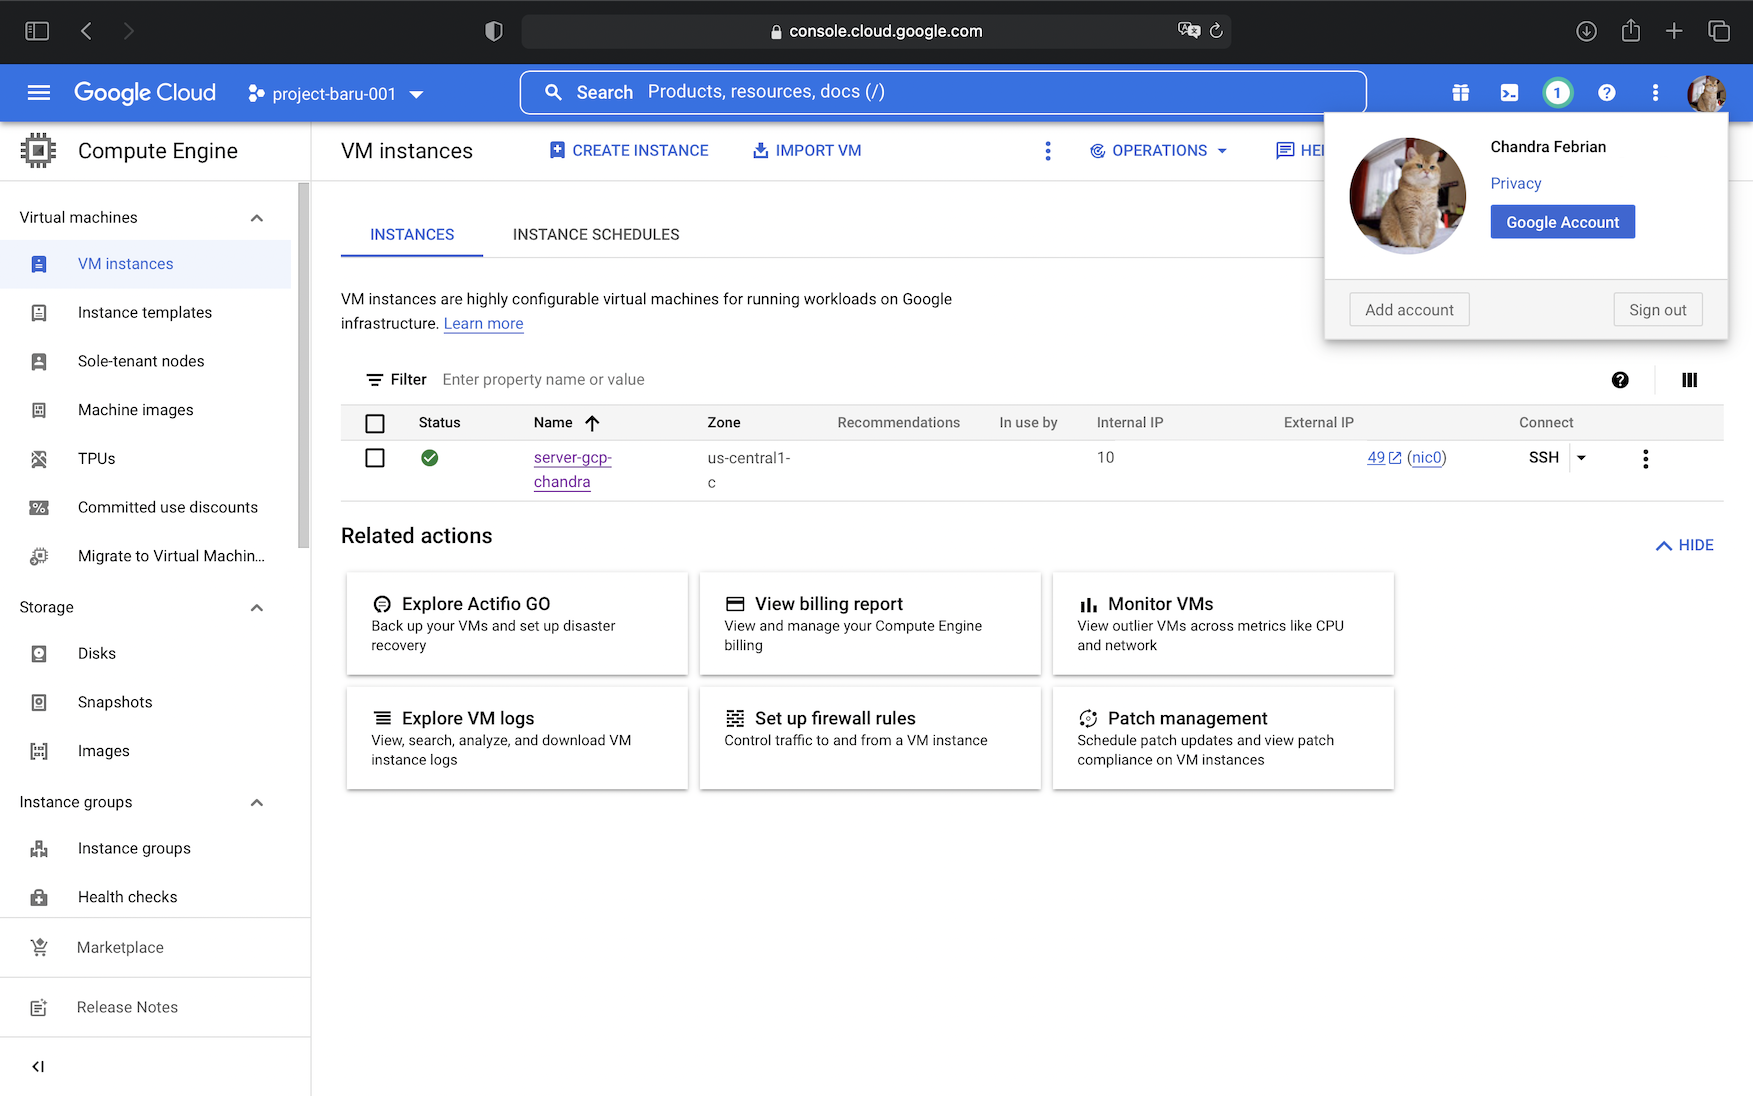 console.cloud.google.com
Google Cloud
project-baru-001
Search Products, resources, docs (/)
1
Compute Engine
VM instances
CREATE INSTANCE
IMPORT VM
OPERATIONS
Chandra Febrian
Privacy
Google Account
Add account
Sign out
Virtual machines
VM instances
Instance templates
Sole-tenant nodes
Machine images
TPUs
Committed use discounts
Migrate to Virtual Machin...
Storage
Disks
Snapshots
Images
Instance groups
Instance groups
Health checks
Marketplace
Release Notes
INSTANCES
INSTANCE SCHEDULES
VM instances are highly configurable virtual machines for running workloads on Google
infrastructure. Learn more
Filter Enter property name or value
Status Name Zone Recommendations In use by Internal IP External IP Connect
server-gcp- us-central1- 10 49 (nic0) SSH
chandra c
Related actions
HIDE
Explore Actifio GO
Back up your VMs and set up disaster
recovery
View billing report
View and manage your Compute Engine
billing
Monitor VMs
View outlier VMs across metrics like CPU
and network
Explore VM logs
View, search, analyze, and download VM
instance logs
Set up firewall rules
Control traffic to and from a VM instance
Patch management
Schedule patch updates and view patch
compliance on VM instances